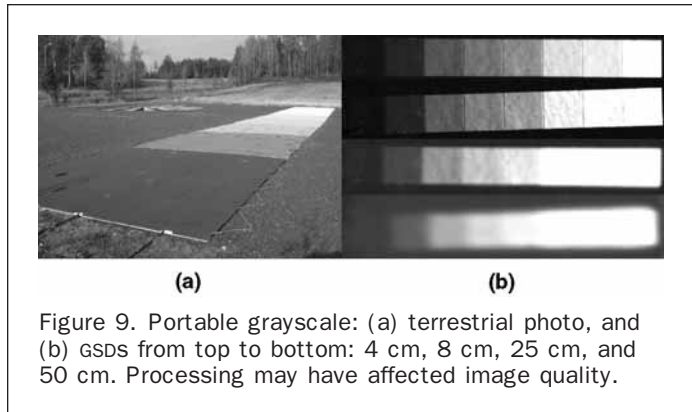 (a)
(b)
Figure 9. Portable grayscale: (a) terrestrial photo, and
(b) GSDs from top to bottom: 4 cm, 8 cm, 25 cm, and
50 cm. Processing may have affected image quality.